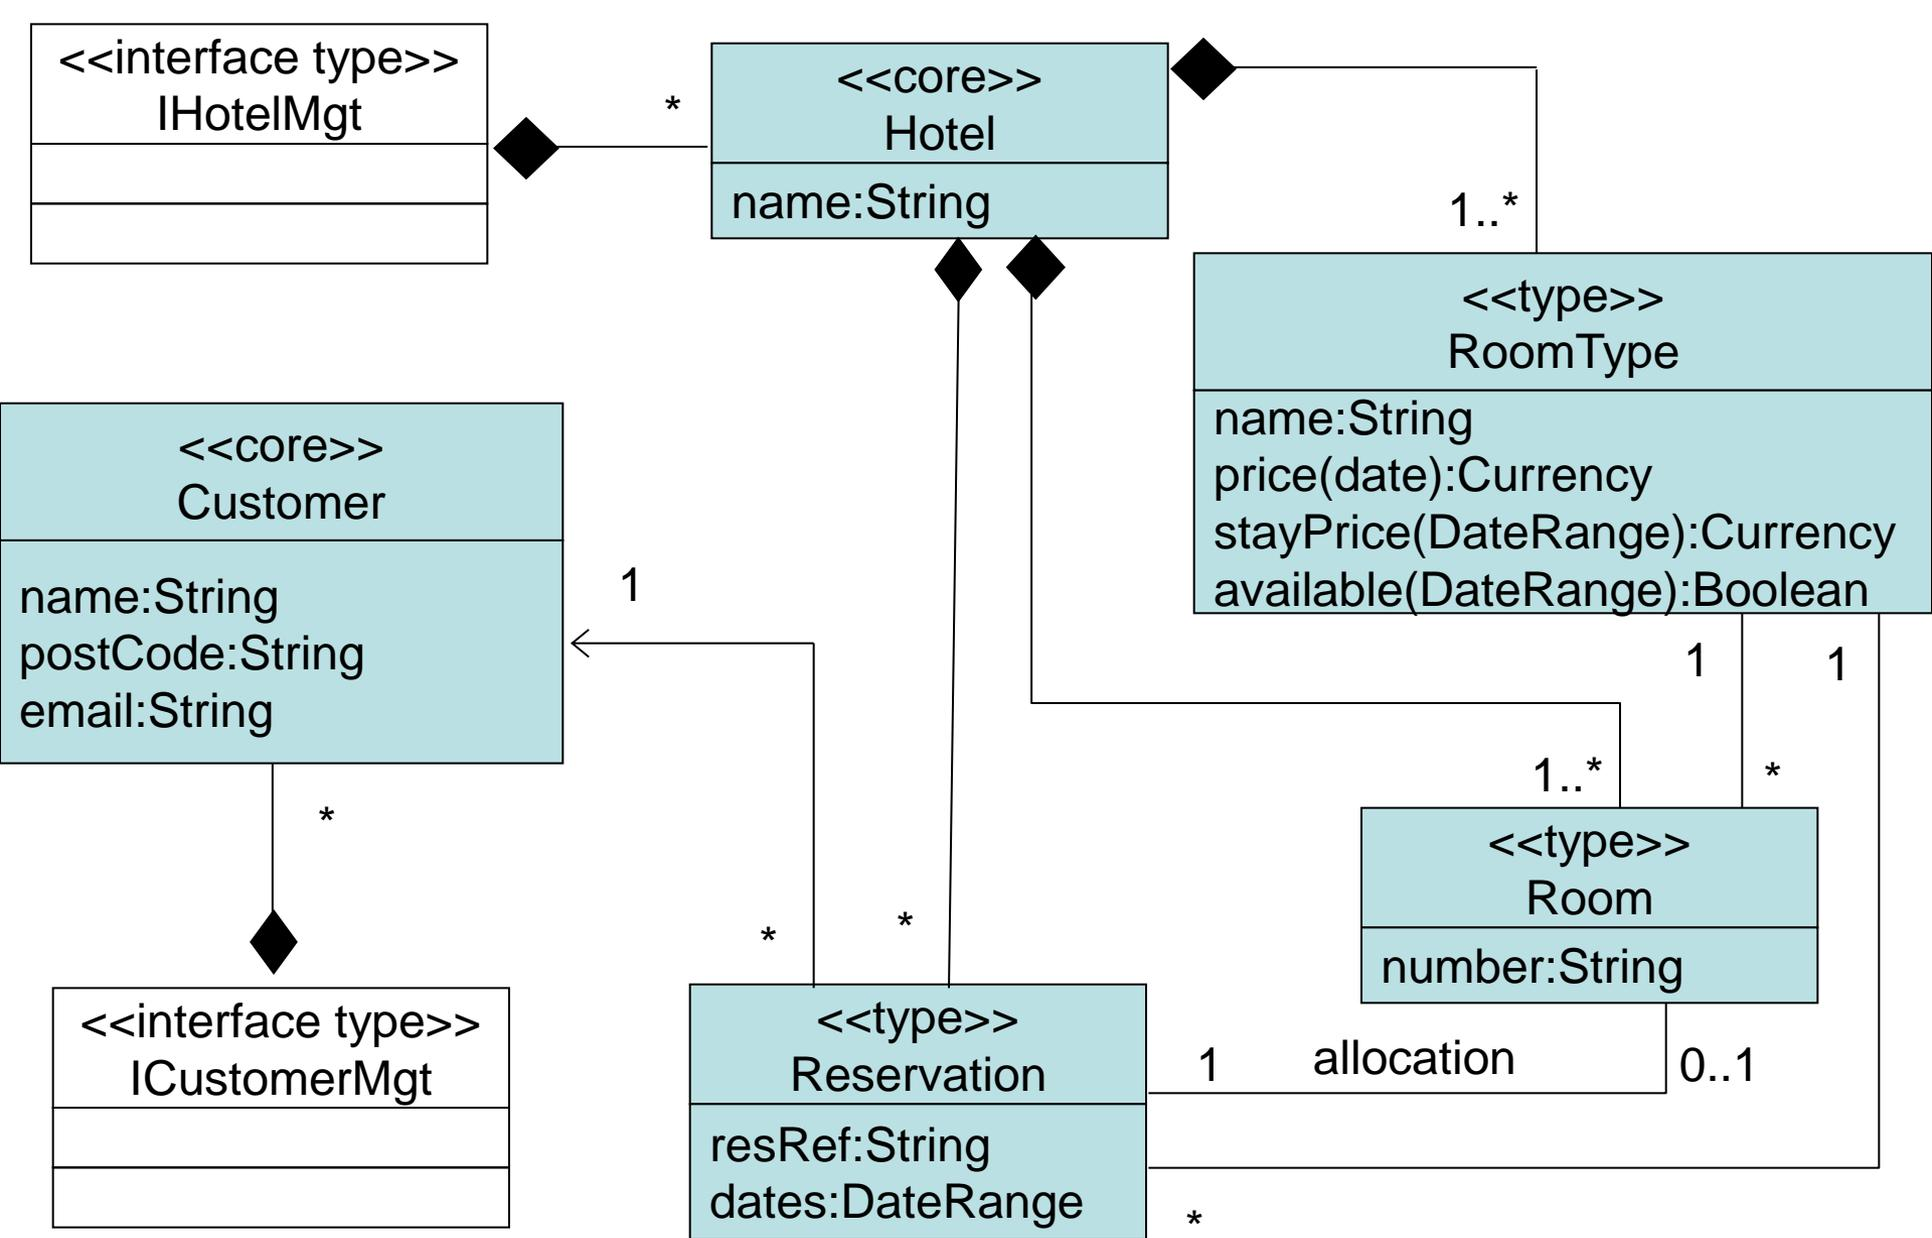 <<interface type>>
IHotelMgt
*
<<core>>
Hotel
name:String
1..*
<<type>>
RoomType
name:String
price(date):Currency
stayPrice(DateRange):Currency
available(DateRange):Boolean
<<core>>
Customer
name:String
postCode:String
email:String
1
1
1
*
1..*
*
<<type>>
Room
number:String
*
*
<<interface type>>
ICustomerMgt
<<type>>
Reservation
resRef:String
dates:DateRange
1
allocation
0..1
*